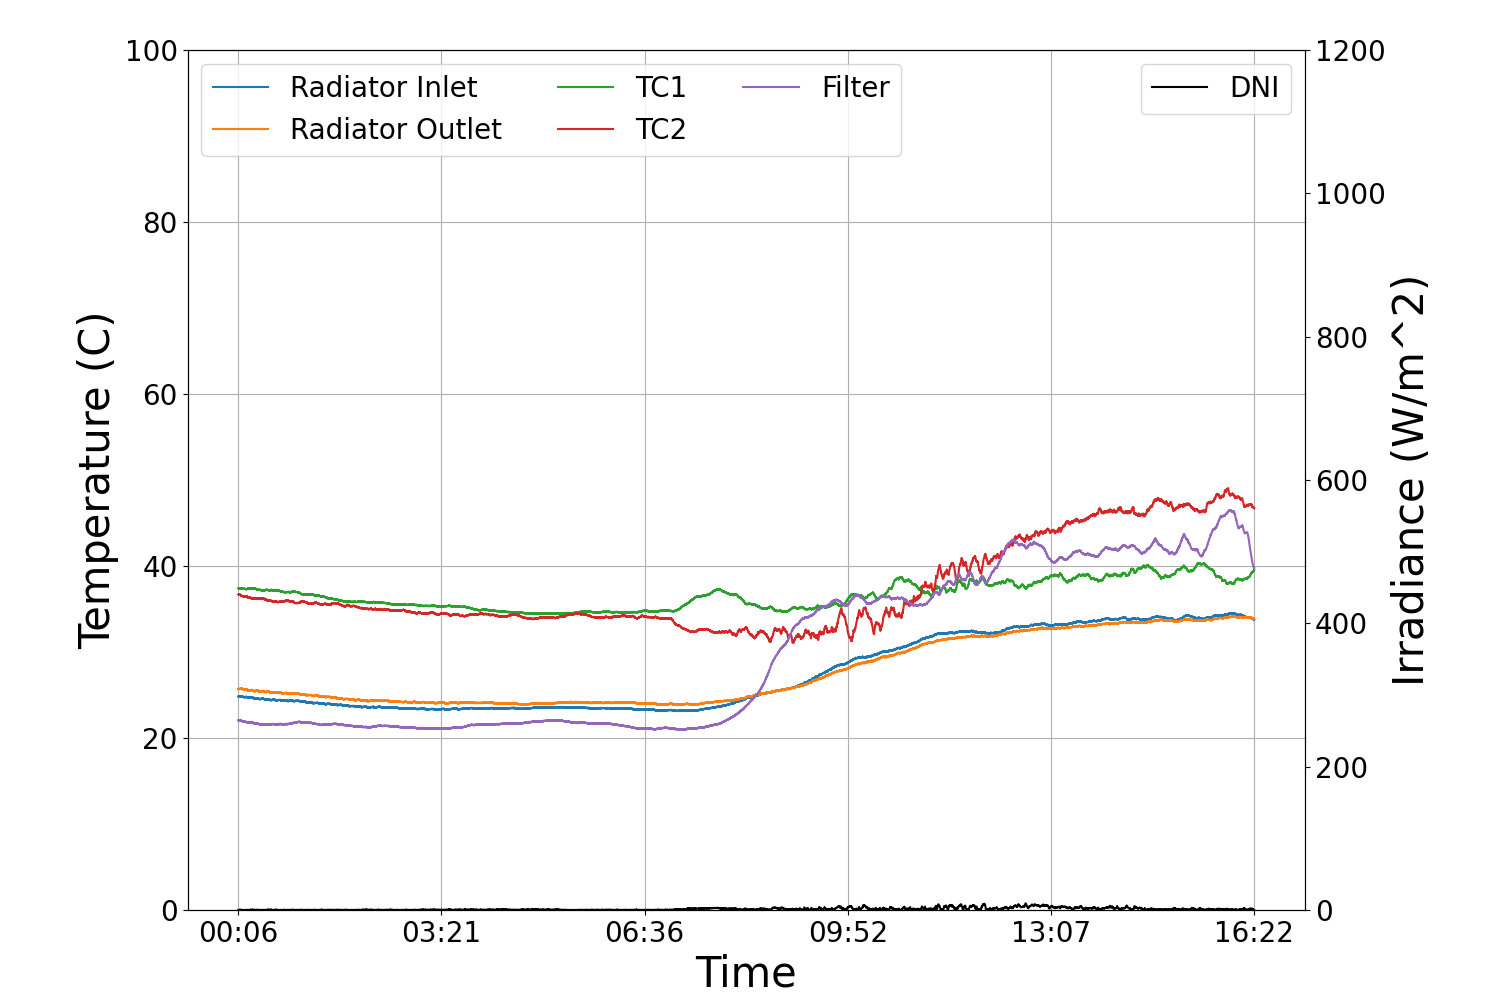 100
80
60
40
20
0
Temperature (C)
Radiator Inlet
Radiator Outlet
TC1
TC2
Filter
DNI
1200
1000
800
600
400
200
0
Irradiance (W/m^2)
00:06 03:21 06:36 09:52 13:07 16:22
Time